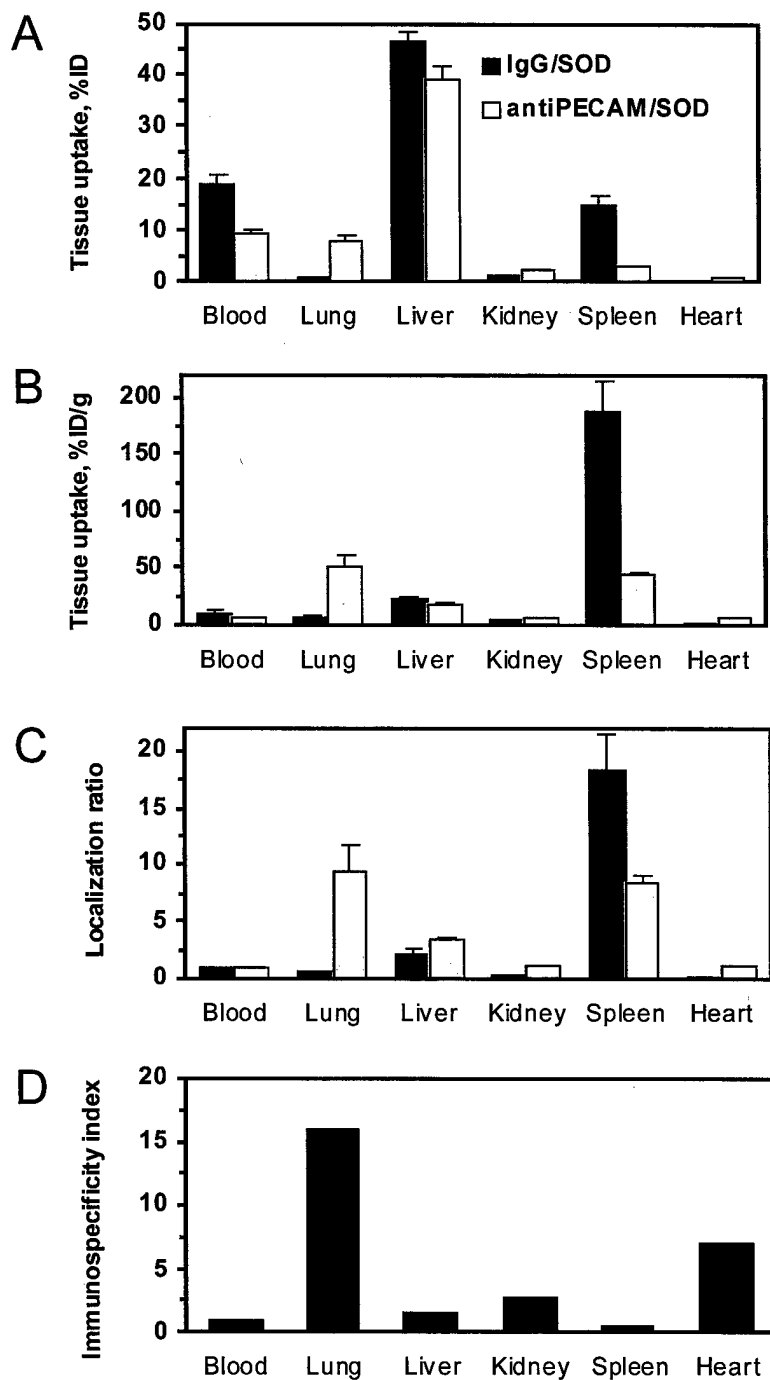 A
Tissue uptake, %ID
50
40
30
20
10
0
IgG/SOD
antiPECAM/SOD
Blood Lung Liver Kidney Spleen Heart
B
Tissue uptake, %ID/g
200
150
100
50
0
Blood Lung Liver Kidney Spleen Heart
C
Localization ratio
20
15
10
5
0
Blood Lung Liver Kidney Spleen Heart
D
Immunospecificity index
20
15
10
5
0
Blood Lung Liver Kidney Spleen Heart